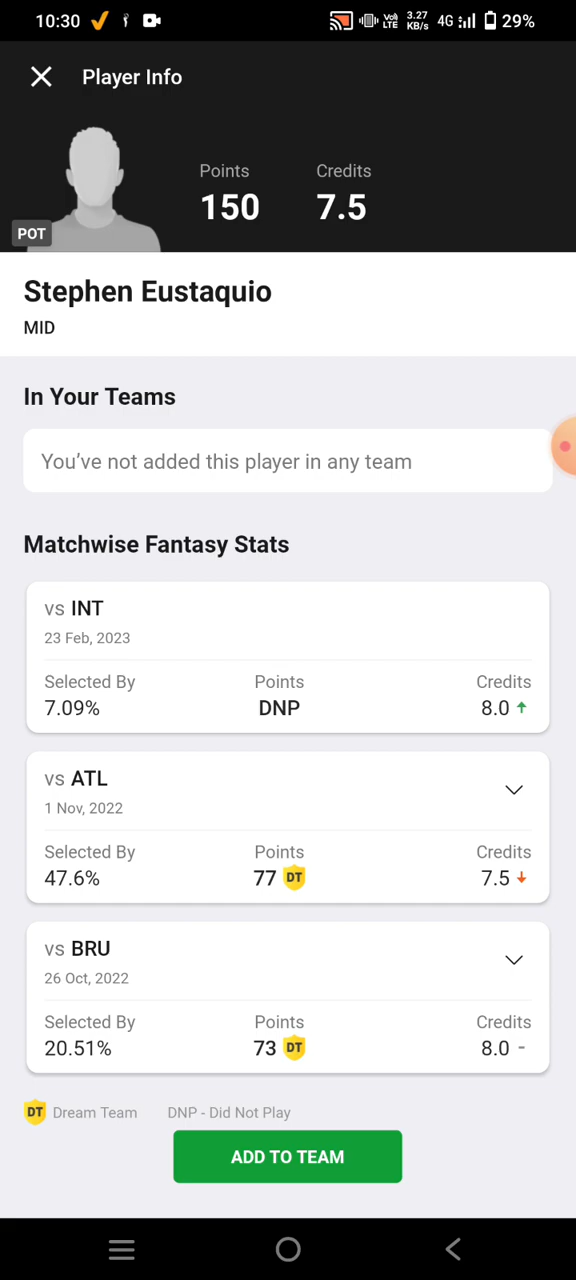 10:30 Vol LTE 3.27 KB/s 4G 29%
Player Info
Points Credits
150 7.5
POT
Stephen Eustaquio
MID
In Your Teams
You’ve not added this player in any team
Matchwise Fantasy Stats
vs INT
23 Feb, 2023
Selected By Points Credits
7.09% DNP 8.0
vs ATL
1 Nov, 2022
Selected By Points Credits
47.6% 77 DT 7.5
vs BRU
26 Oct, 2022
Selected By Points Credits
20.51% 73 DT 8.0 -
DT Dream Team DNP - Did Not Play
ADD TO TEAM